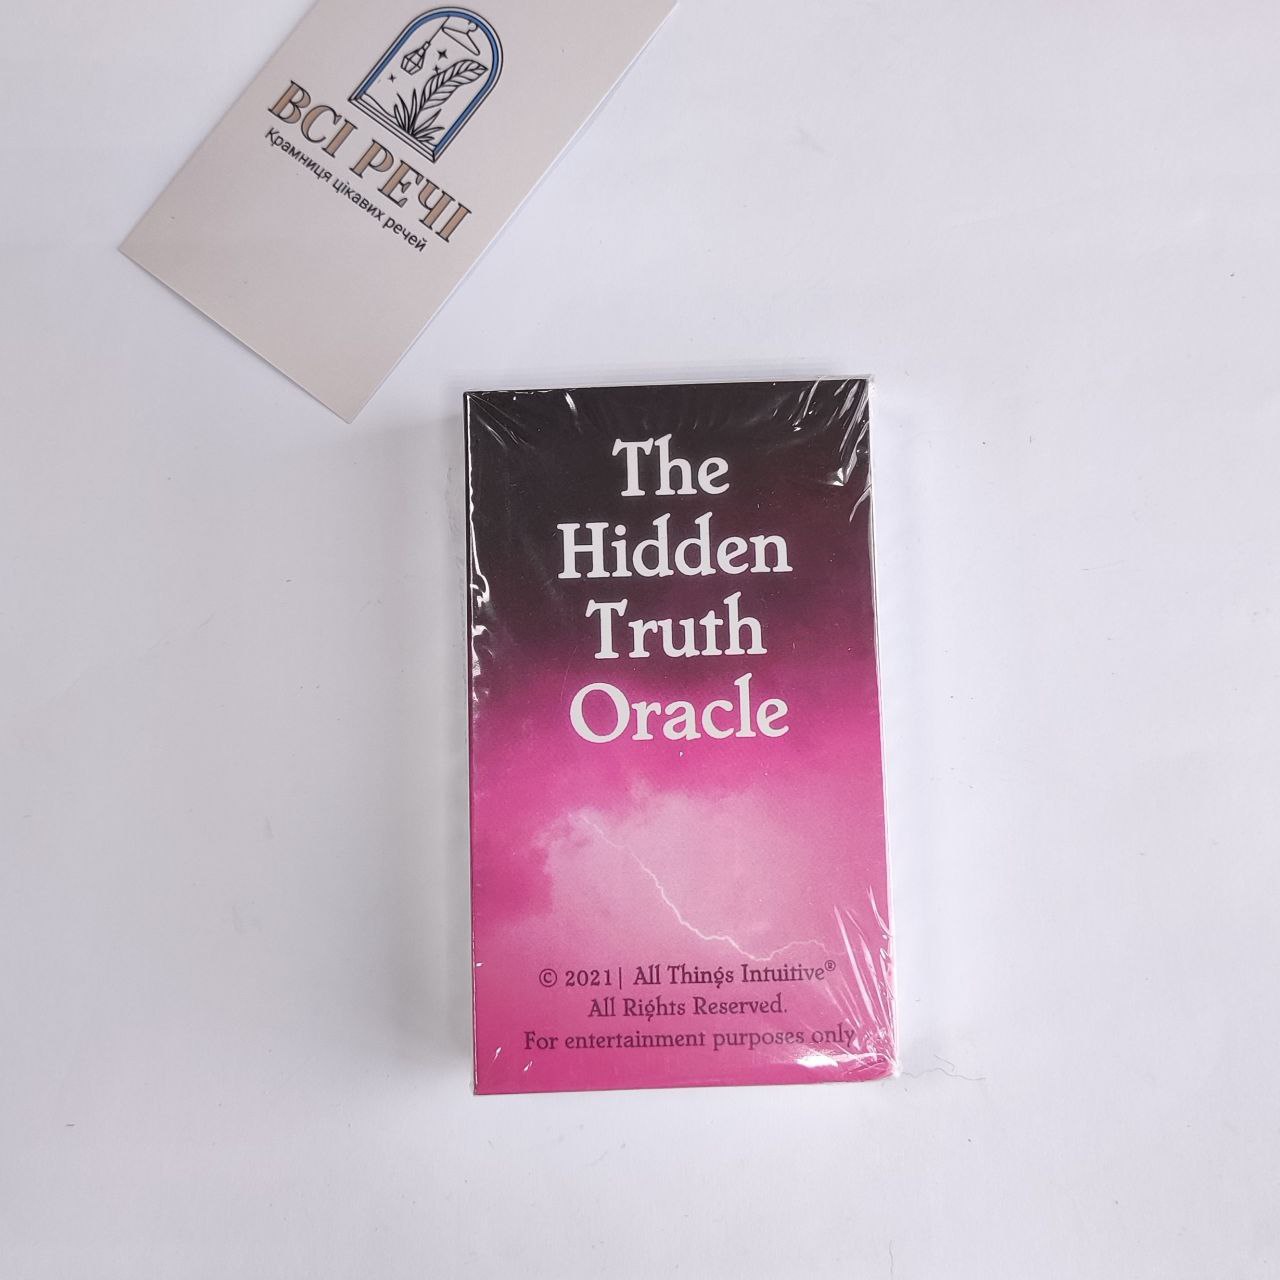 ВСІ РЕЧІ
Крамниця цікавих речей
The
Hidden
Truth
Oracle
© 2021| All Things Intuitive®
All Rights Reserved.
For entertainment purposes only